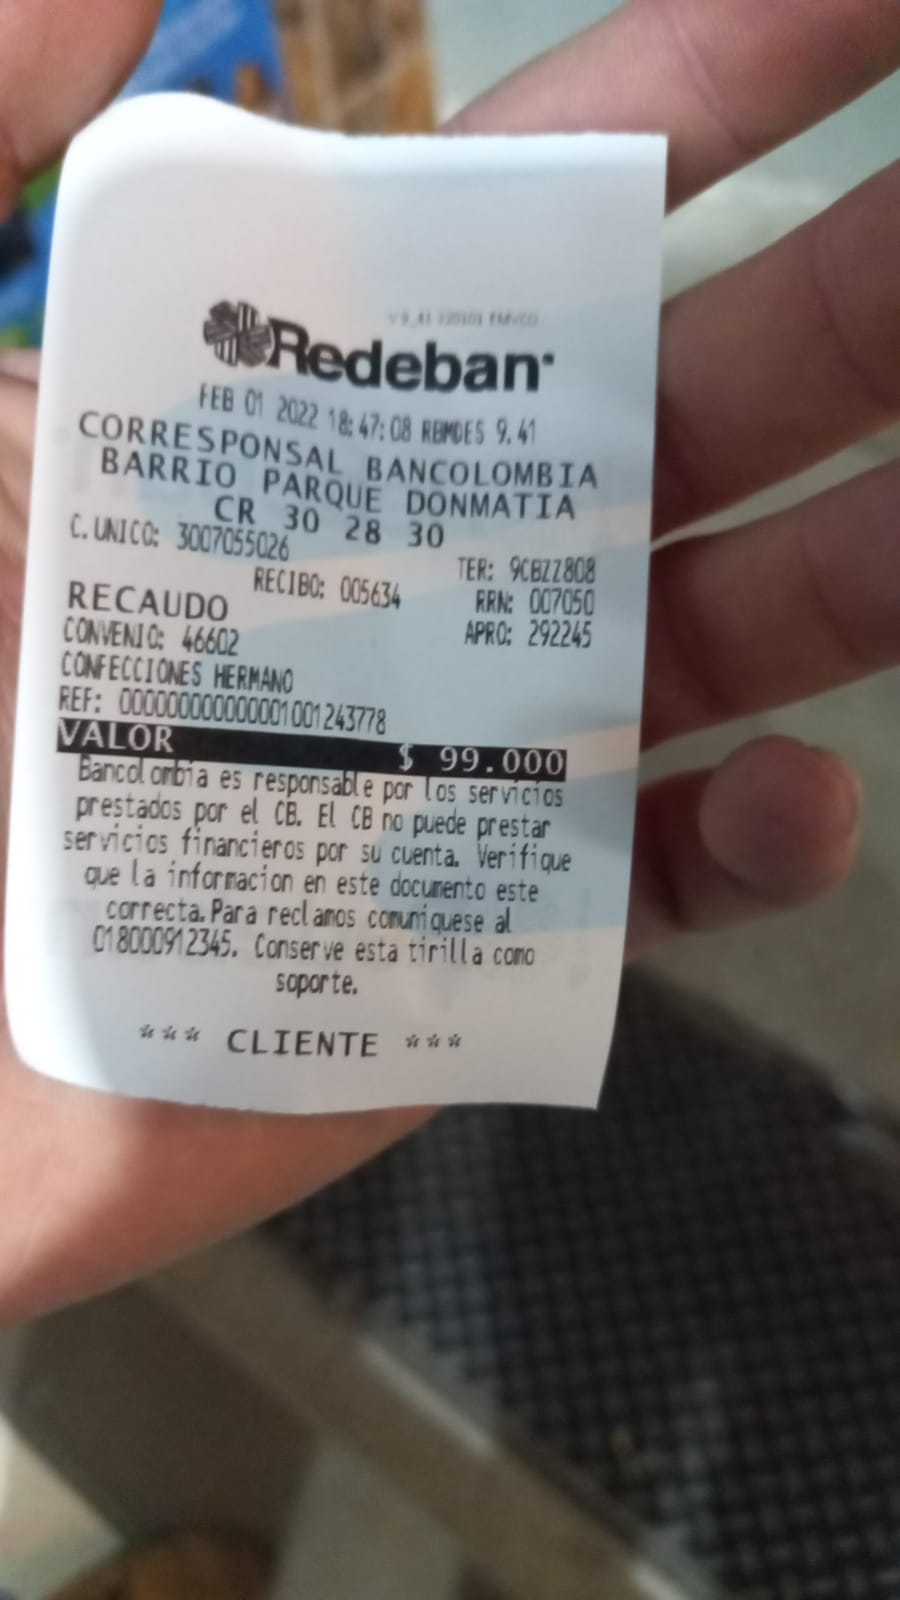 V 9_41 220101 EMVCO
Redeban
FEB 01 2022 18:47:08 RBMDES 9.41
CORRESPONSAL BANCOLOMBIA
BARRIO PARQUE DONMATIA
CR 30 28 30
C. UNICO: 3007055026 TER: 9CBZZ808
RECIBO: 005634 RRN: 007050
RECAUDO APRO: 292245
CONVENIO: 46602
CONFECCIONES HERMANO
REF: 00000000000001001243778
VALOR $ 99.000
Bancolombia es responsable por los servicios
prestados por el CB. El CB no puede prestar
servicios financieros por su cuenta. Verifique
que la informacion en este documento este
correcta.Para reclamos comuniquese al
018000912345. Conserve esta tirilla como
soporte.
*** CLIENTE ***